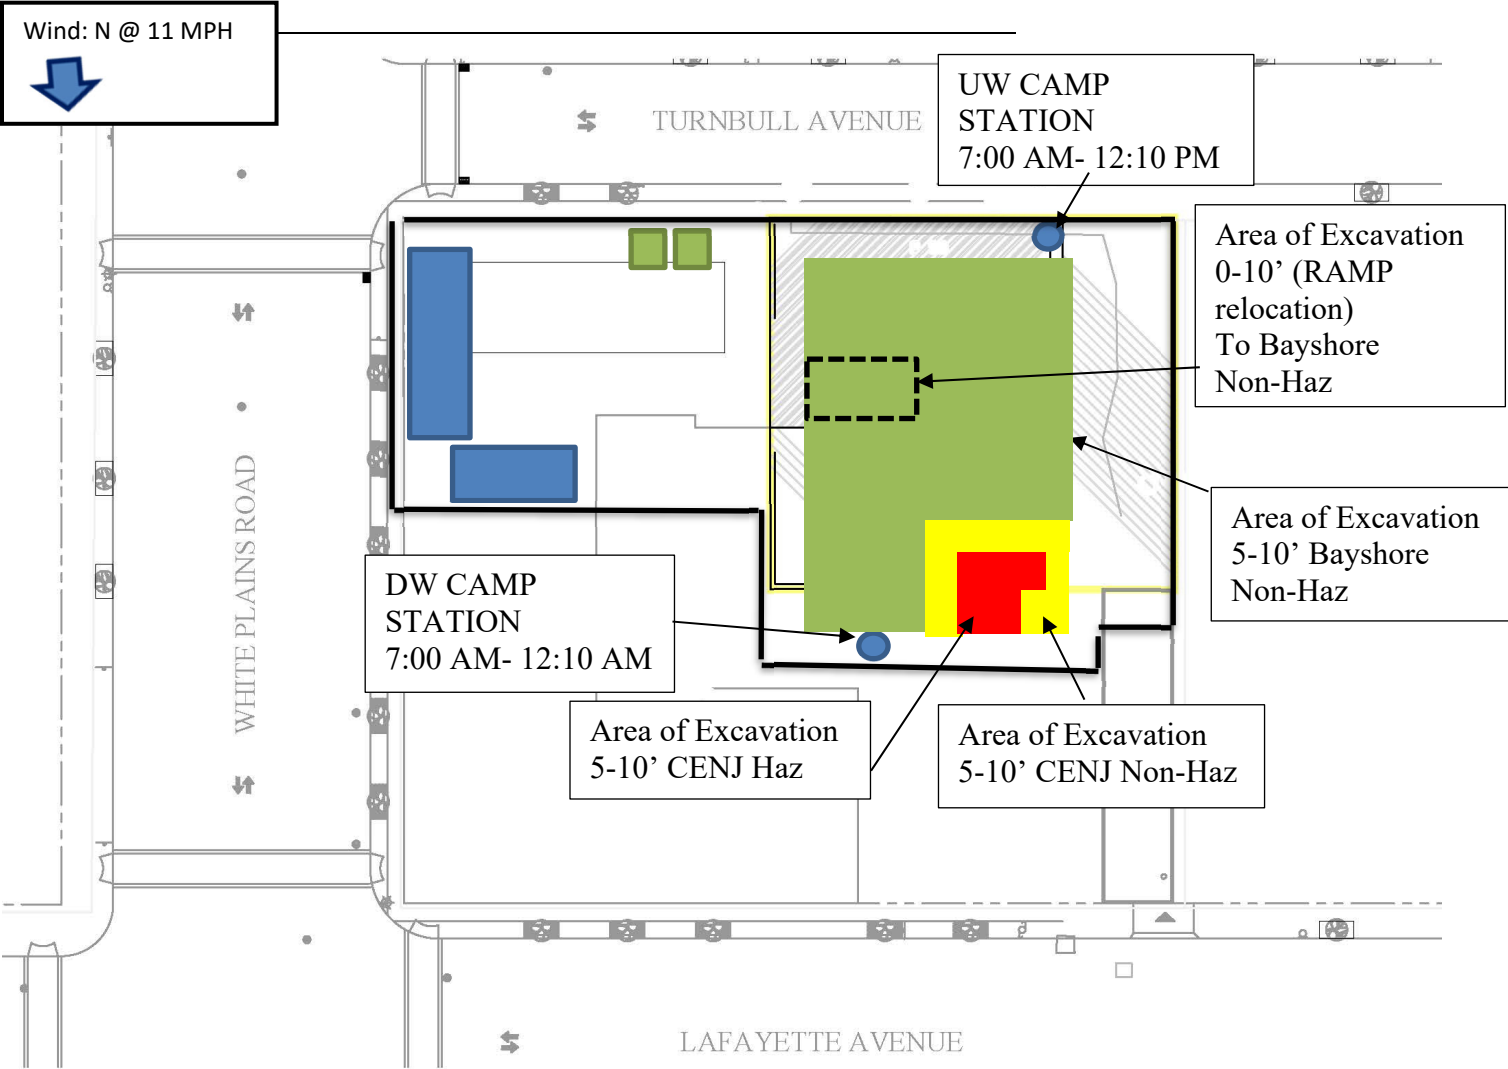 Wind: N @ 11 MPH
TURNBULL AVENUE
UW CAMP
STATION
7:00 AM- 12:10 PM
Area of Excavation
0-10’ (RAMP
relocation)
To Bayshore
Non-Haz
WHITE PLAINS ROAD
Area of Excavation
5-10’ Bayshore
Non-Haz
DW CAMP
STATION
7:00 AM- 12:10 AM
Area of Excavation
5-10’ CENJ Haz
Area of Excavation
5-10’ CENJ Non-Haz
LAFAYETTE AVENUE